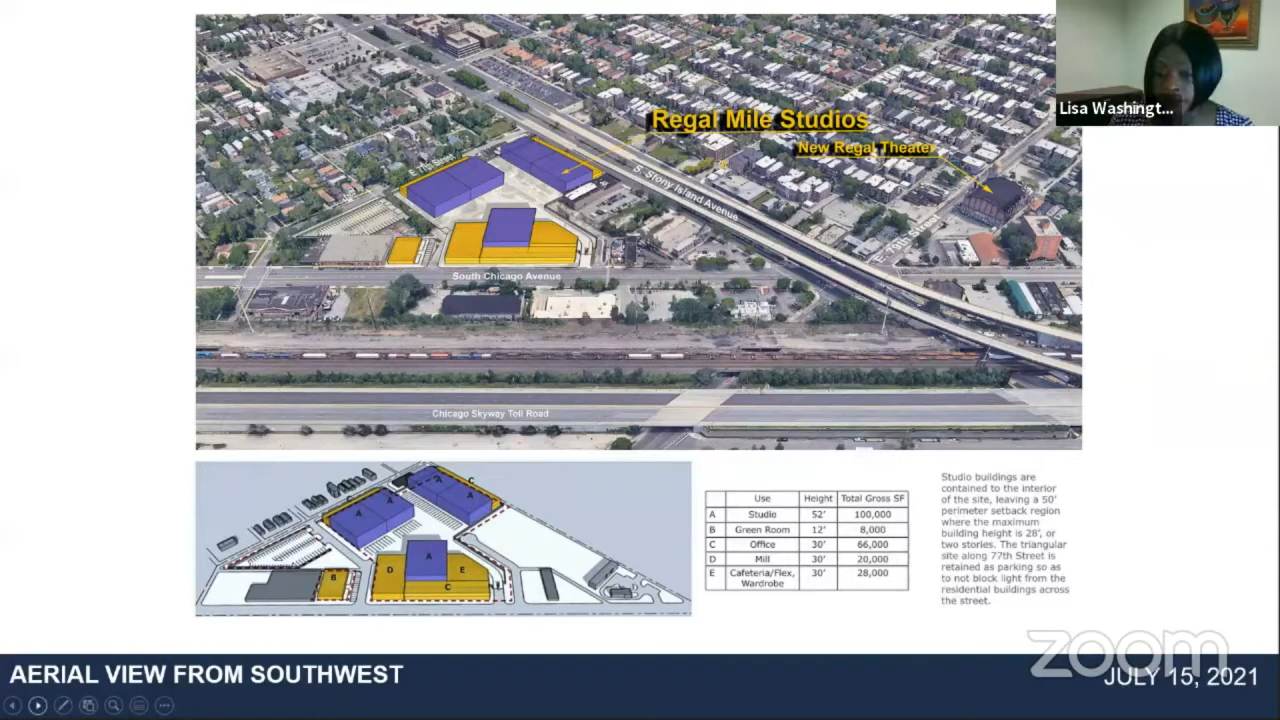 Lisa Washingt...
Regal Mile Studios
New Regal Theater
E. 77th Street
S. Stony Island Avenue
E. 79th Street
South Chicago Avenue
Chicago Skyway Toll Road
A
C
A
A
A
A
B
D
E
C
Use Height Total Gross SF
A Studio 52' 100,000
B Green Room 12' 8,000
C Office 30' 66,000
D Mill 30' 20,000
E Cafeteria/Flex, Wardrobe 30' 28,000
Studio buildings are
contained to the interior
of the site, leaving a 50'
perimeter setback region
where the maximum
building height is 28', or
two stories. The triangular
site along 77th Street is
retained as parking so as
to not block light from the
residential buildings across
the street.
zoom
AERIAL VIEW FROM SOUTHWEST
JULY 15, 2021